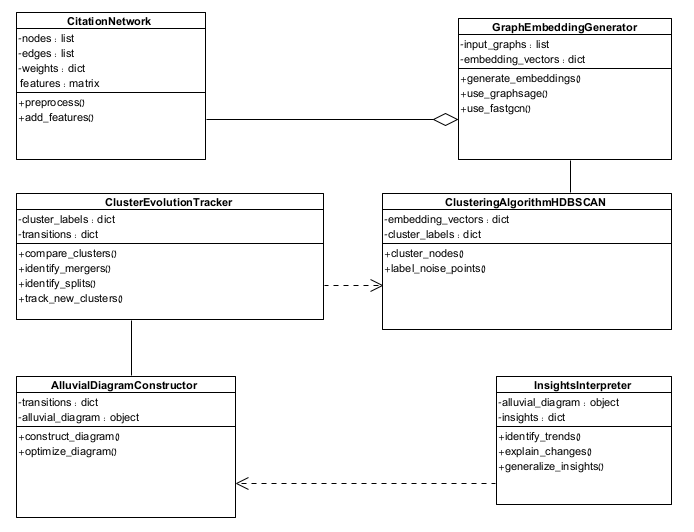 CitationNetwork
-nodes : list
-edges : list
-weights : dict
features : matrix
+preprocess()
+add_features()
GraphEmbeddingGenerator
-input_graphs : list
-embedding_vectors : dict
+generate_embeddings()
+use_graphsage()
+use_fastgcn()
ClusterEvolutionTracker
-cluster_labels : dict
-transitions : dict
+compare_clusters()
+identify_mergers()
+identify_splits()
+track_new_clusters()
ClusteringAlgorithmHDBSCAN
-embedding_vectors : dict
-cluster_labels : dict
+cluster_nodes()
+label_noise_points()
AlluvialDiagramConstructor
-transitions : dict
-alluvial_diagram : object
+construct_diagram()
+optimize_diagram()
InsightsInterpreter
-alluvial_diagram : object
-insights : dict
+identify_trends()
+explain_changes()
+generalize_insights()